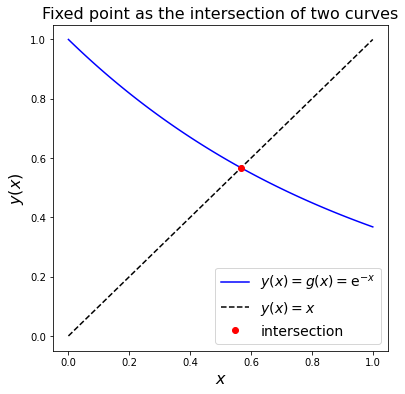 Fixed point as the intersection of two curves
1.0
0.8
0.6
0.4
0.2
0.0
y(x)
y(x) = g(x) = e^{-x}
y(x) = x
intersection
0.0 0.2 0.4 0.6 0.8 1.0
x